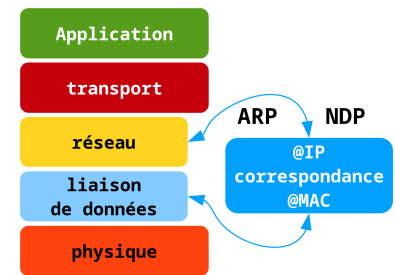 Application
transport
réseau
liaison
de données
physique
ARP
NDP
@IP
correspondance
@MAC